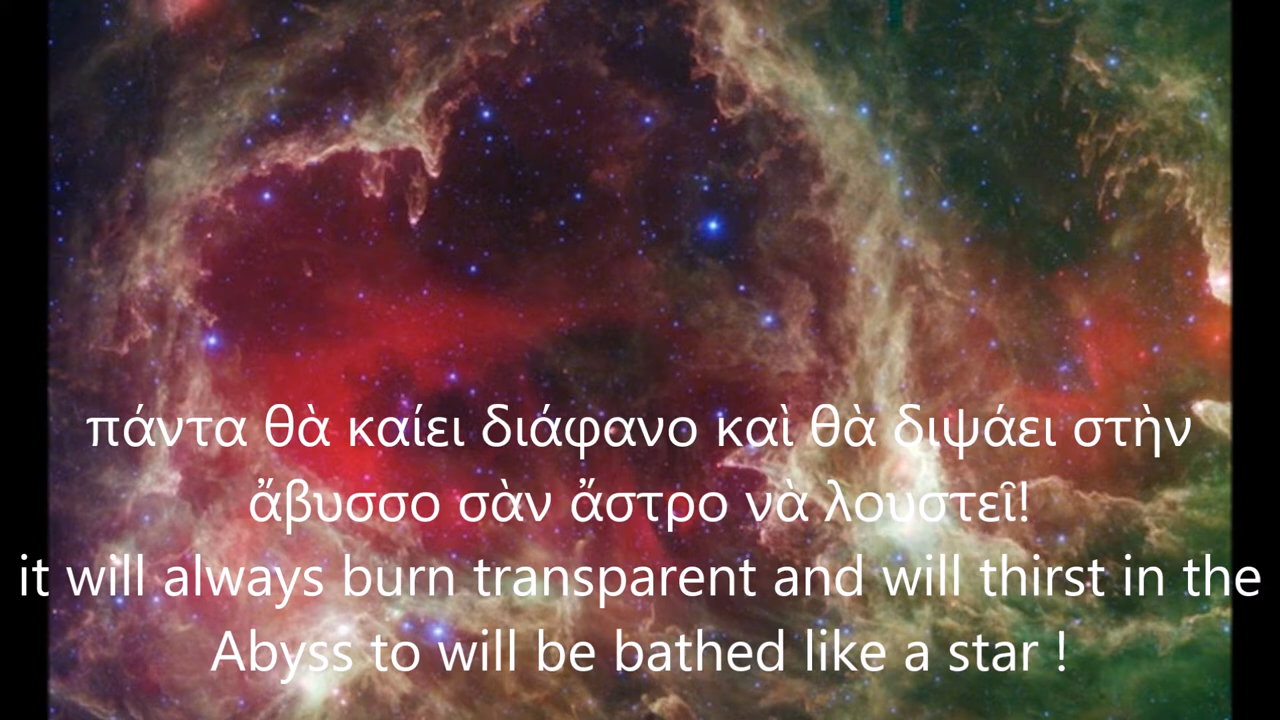 πάντα θὰ καίει διάφανο καὶ θὰ διψάει στὴν
ἄβυσσο σὰν ἄστρο νὰ λουστεῖ!
it will always burn transparent and will thirst in the
Abyss to will be bathed like a star !